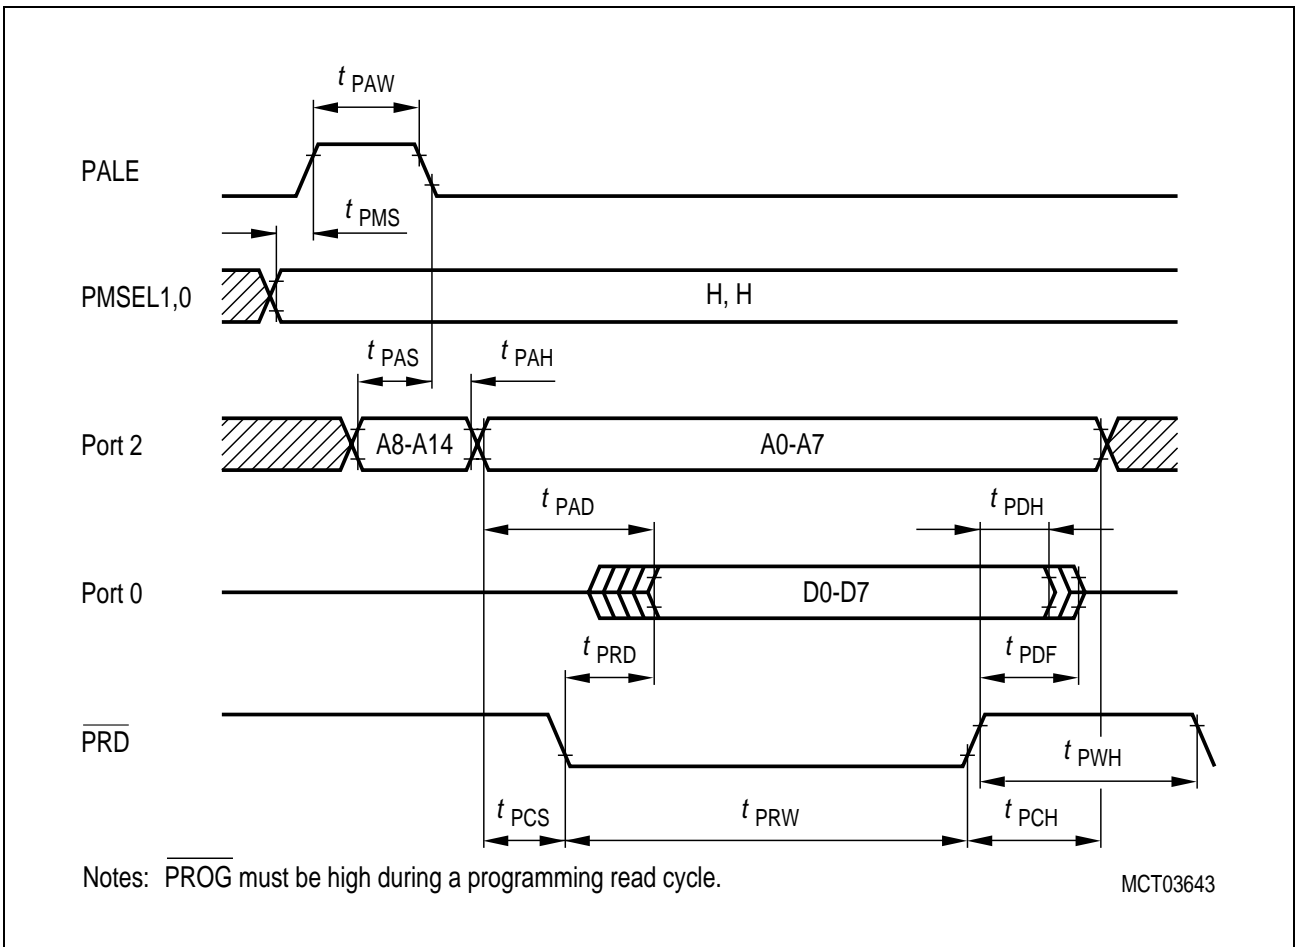 t PAW
PALE
t PMS
PMSEL1,0
H, H
t PAS
t PAH
Port 2
A8-A14
A0-A7
t PAD
t PDH
Port 0
D0-D7
t PRD
t PDF
PRD
t PWH
t PCS
t PRW
t PCH
Notes: PROG must be high during a programming read cycle.
MCT03643